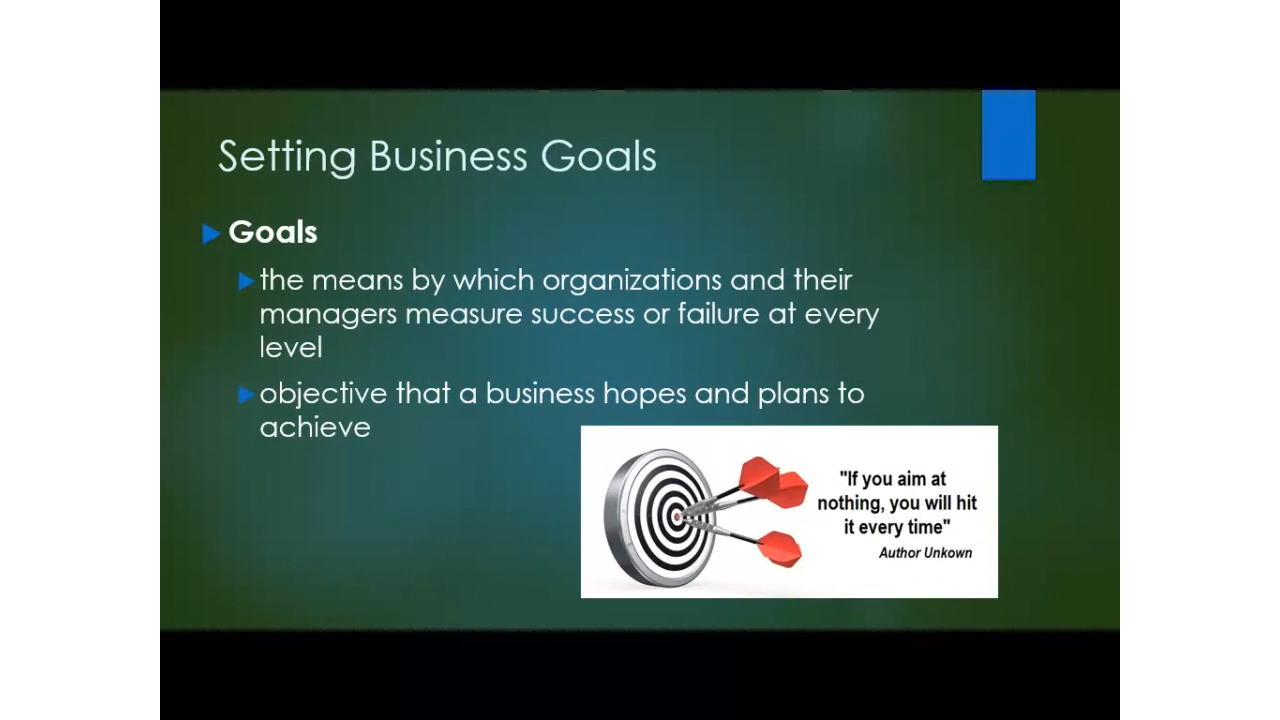 Setting Business Goals
Goals
the means by which organizations and their
managers measure success or failure at every
level
objective that a business hopes and plans to
achieve
"If you aim at
nothing, you will hit
it every time"
Author Unkown